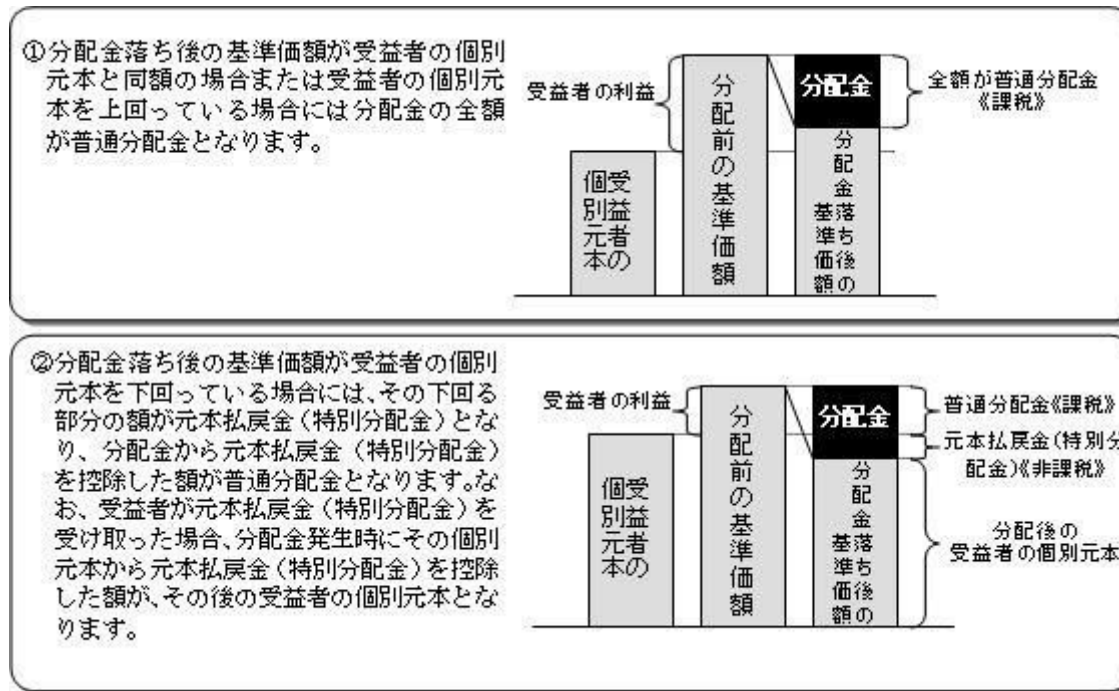 ①分配金落ち後の基準価額が受益者の個別
元本と同額の場合または受益者の個別元
本を上回っている場合には分配金の全額
が普通分配金となります。
受益者の利益
個別元本
受益者の
分配前の基準価額
分配金
基準価額
分配金落ち後の
全額が普通分配金
《課税》
②分配金落ち後の基準価額が受益者の個別
元本を下回っている場合には、その下回る
部分の額が元本払戻金(特別分配金)とな
り、分配金から元本払戻金(特別分配金)
を控除した額が普通分配金となります。な
お、受益者が元本払戻金(特別分配金)を
受け取った場合、分配金発生時にその個別
元本から元本払戻金(特別分配金)を控除
した額が、その後の受益者の個別元本とな
ります。
受益者の利益
受益者の
個別元本
分配前の基準価額
分配金
分配金落ち後の
基準価額
普通分配金《課税》
元本払戻金(特別分
配金)《非課税》
分配後の
受益者の個別元本